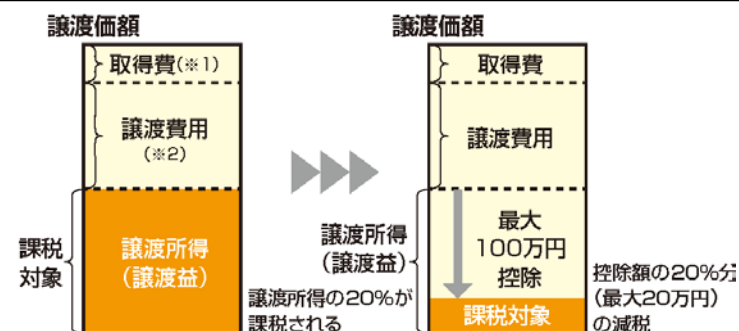 譲渡価額
取得費(※1)
譲渡費用
(※2)
課税
対象
譲渡所得
(譲渡益)
譲渡所得の20%が
課税される
譲渡価額
取得費
譲渡費用
譲渡所得
(譲渡益)
最大
100万円
控除
課税対象
控除額の20%分
(最大20万円)
の減税